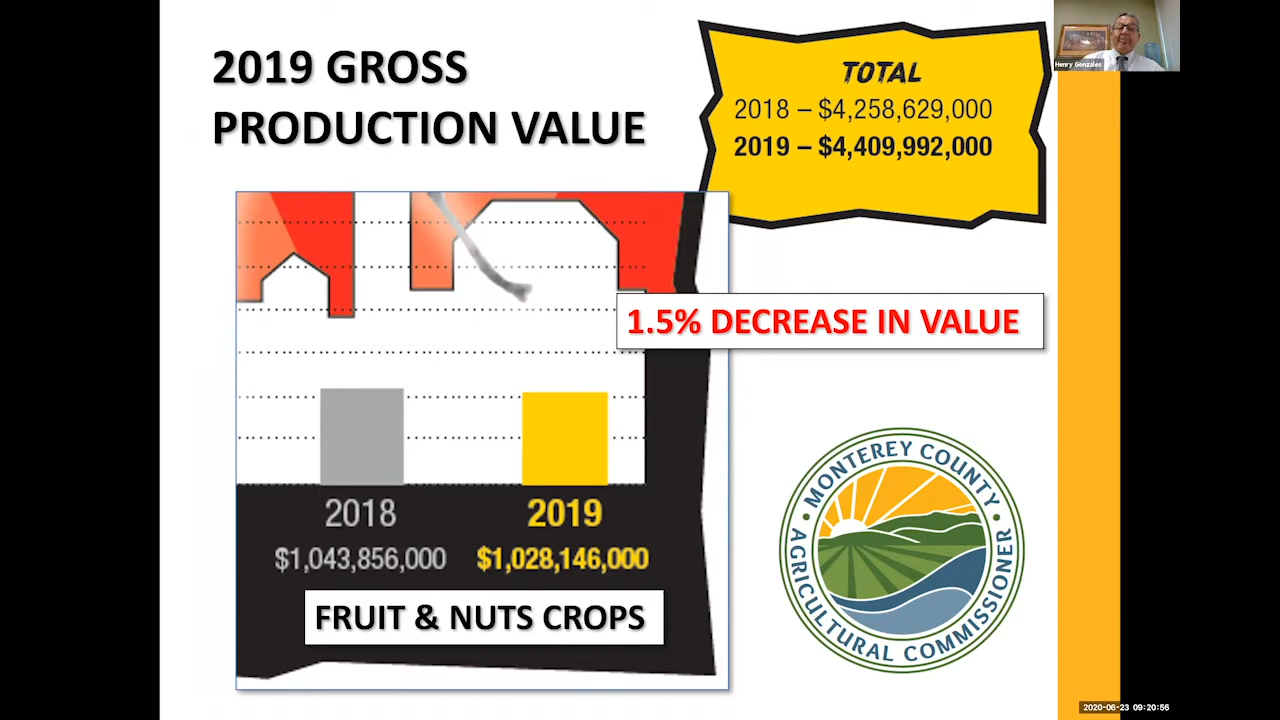 2019 GROSS
PRODUCTION VALUE
TOTAL
2018 – $4,258,629,000
2019 – $4,409,992,000
Henry Gonzales
1.5% DECREASE IN VALUE
2018
2019
$1,043,856,000
$1,028,146,000
FRUIT & NUTS CROPS
MONTEREY COUNTY
AGRICULTURAL COMMISSIONER
2020-06-23 09:20:56